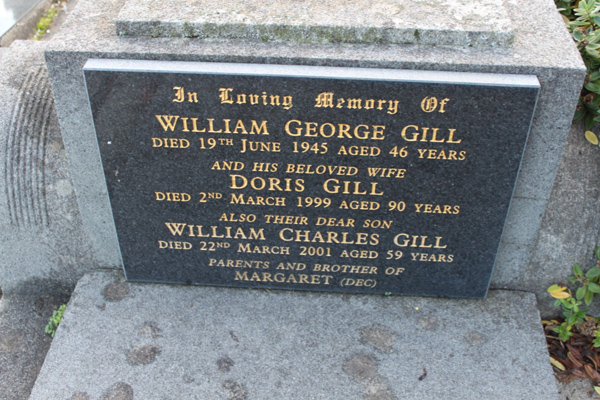 In Loving Memory Of
WILLIAM GEORGE GILL
DIED 19TH JUNE 1945 AGED 46 YEARS
AND HIS BELOVED WIFE
DORIS GILL
DIED 2ND MARCH 1999 AGED 90 YEARS
ALSO THEIR DEAR SON
WILLIAM CHARLES GILL
DIED 22ND MARCH 2001 AGED 59 YEARS
PARENTS AND BROTHER OF
MARGARET (DEC)